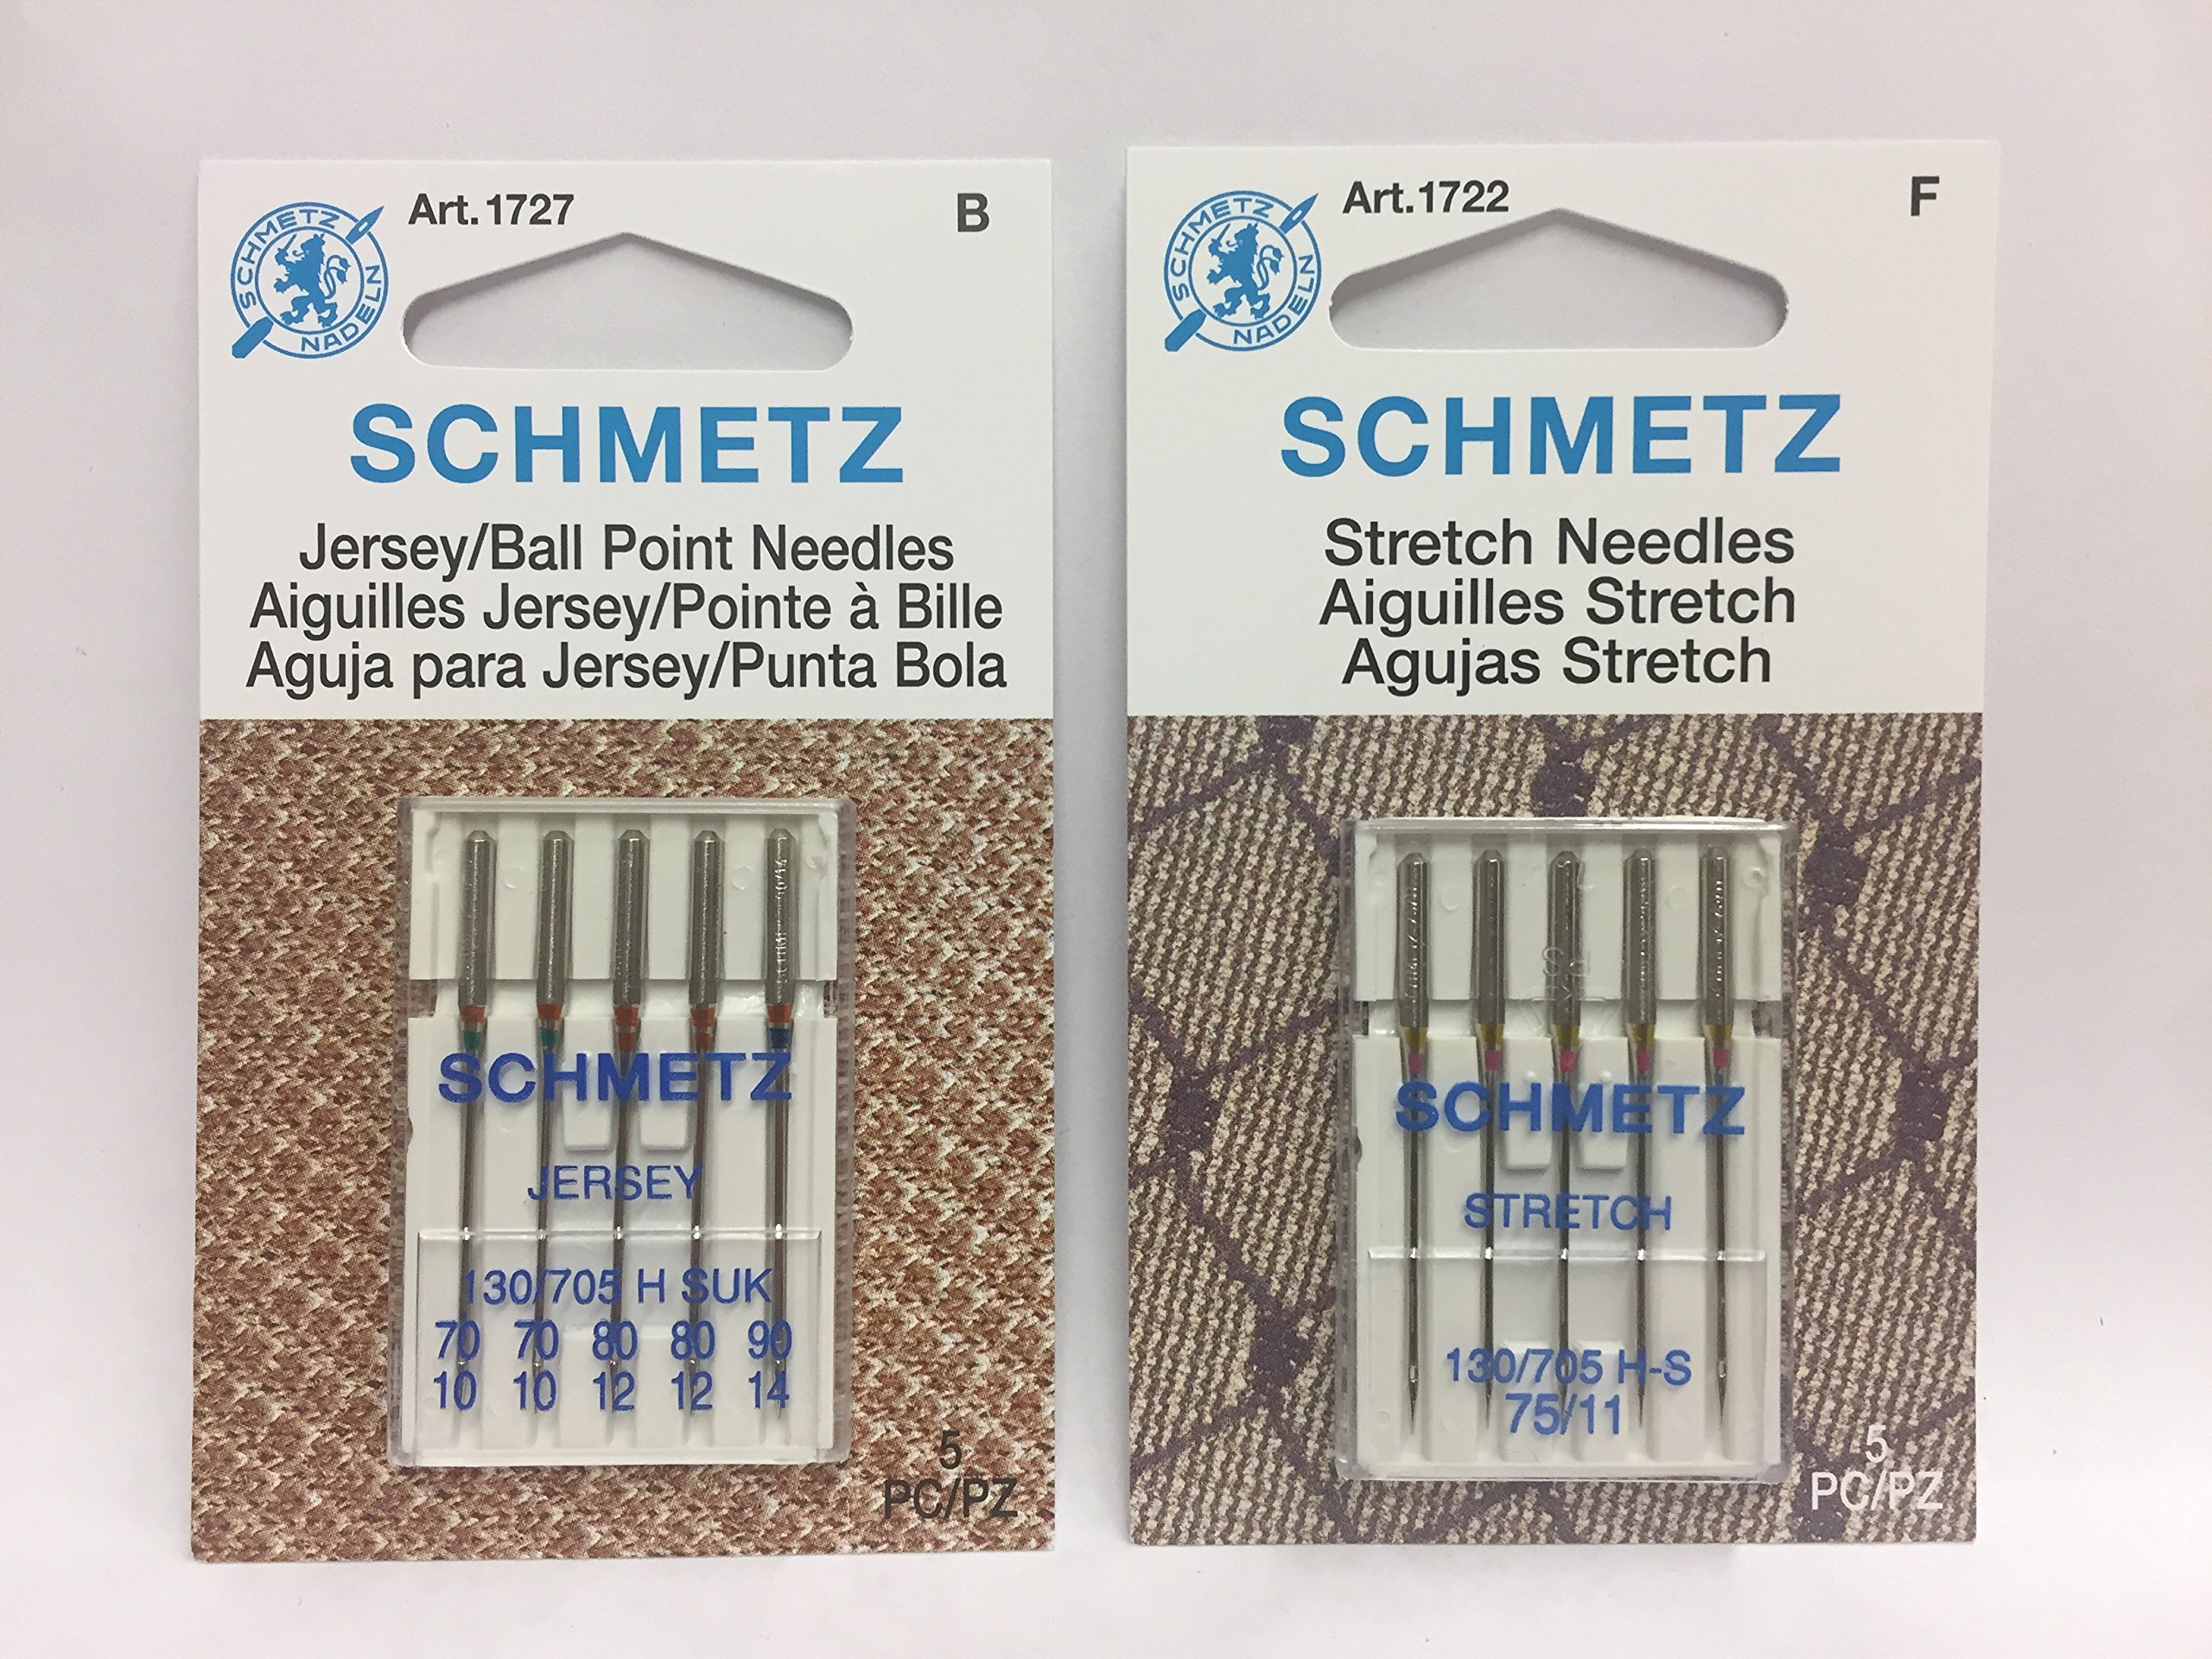 SCHMETZ NADELN
Art.1727
B
SCHMETZ
Jersey/Ball Point Needles
Aiguilles Jersey/Pointe à Bille
Aguja para Jersey/Punta Bola
SCHMETZ
JERSEY
130/705 H SUK
70 70 80 80 90
10 10 12 12 14
5
PC/PZ
SCHMETZ NADELN
Art.1722
F
SCHMETZ
Stretch Needles
Aiguilles Stretch
Agujas Stretch
SCHMETZ
STRETCH
130/705 H-S
75/11
5
PC/PZ